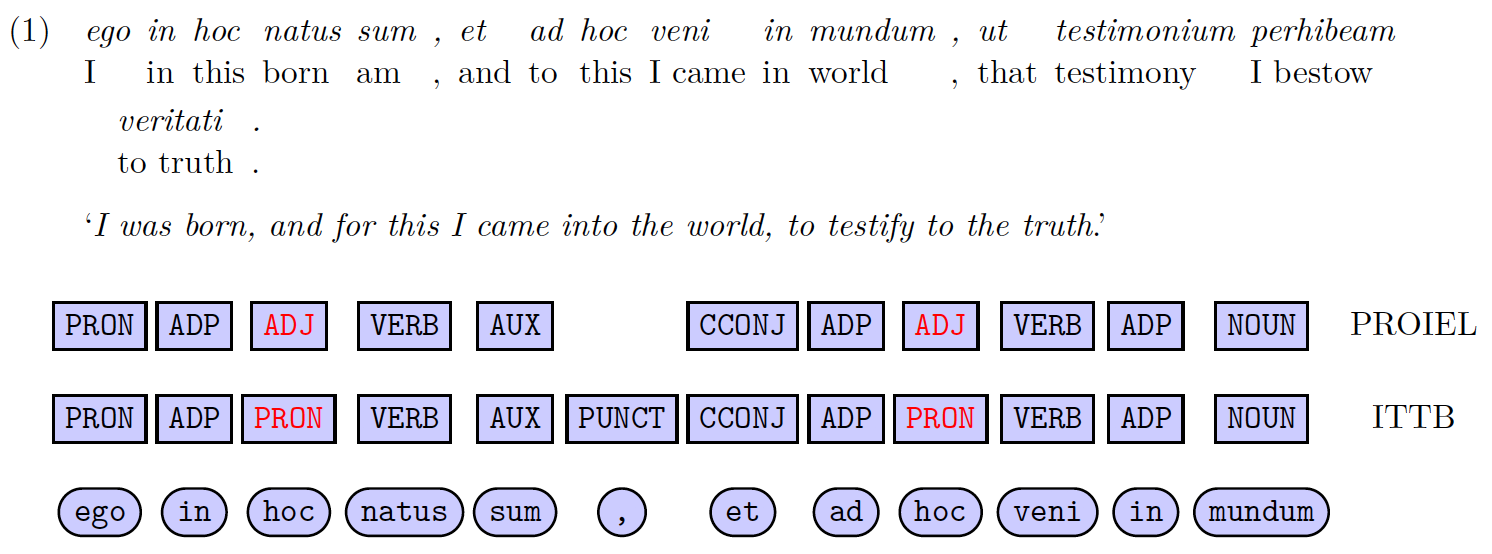 (1) ego in hoc natus sum , et ad hoc veni in mundum , ut testimonium perhibeam
I in this born am , and to this I came in world , that testimony I bestow
veritati .
to truth .
‘I was born, and for this I came into the world, to testify to the truth.’
PRON ADP ADJ VERB AUX CCONJ ADP ADJ VERB ADP NOUN PROIEL
PRON ADP PRON VERB AUX PUNCT CCONJ ADP PRON VERB ADP NOUN ITTB
ego in hoc natus sum , et ad hoc veni in mundum